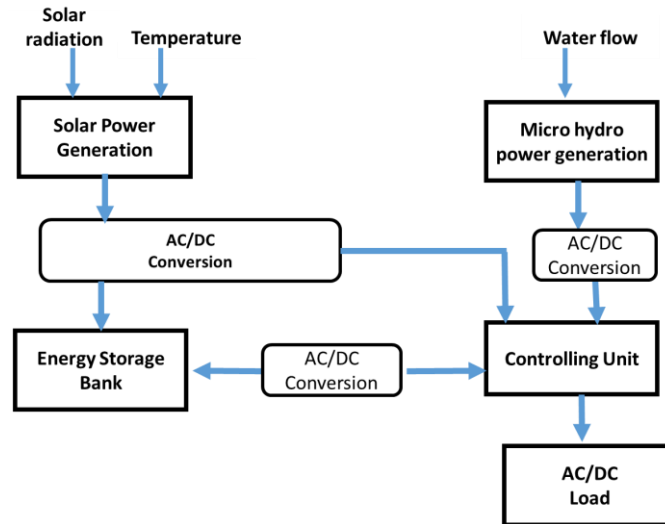 Solar
radiation
Temperature
Water flow
Solar Power
Generation
Micro hydro
power generation
AC/DC
Conversion
AC/DC
Conversion
Energy Storage
Bank
AC/DC
Conversion
Controlling Unit
AC/DC
Load